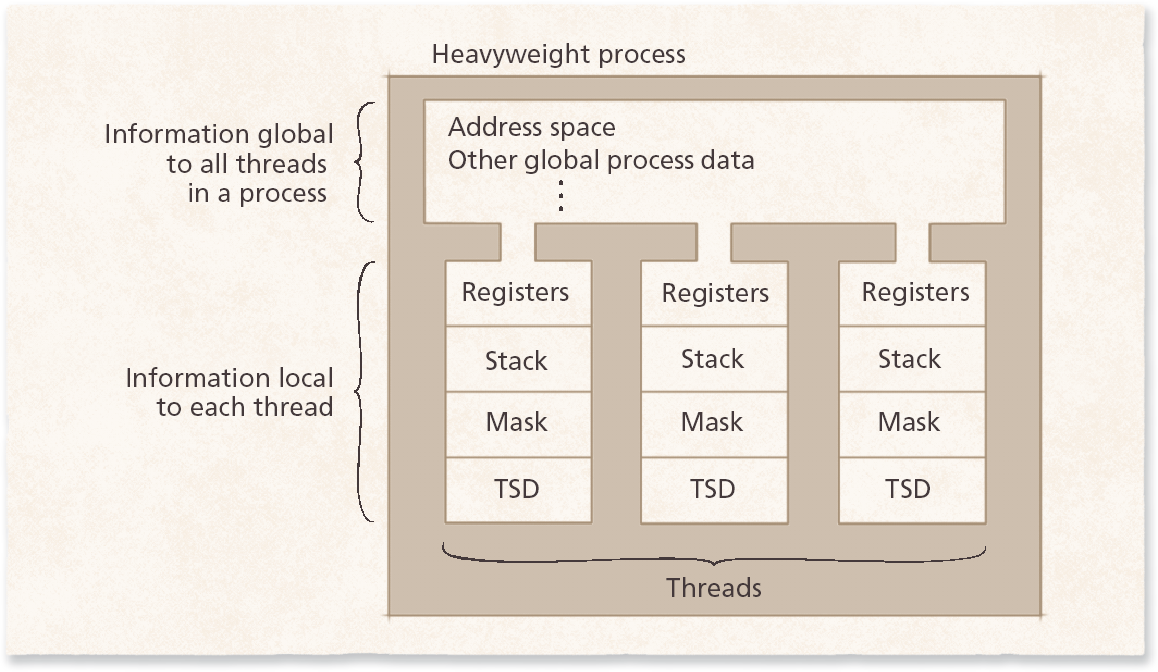 Heavyweight process
Information global
to all threads
in a process
Address space
Other global process data
Registers
Registers
Registers
Information local
to each thread
Stack
Stack
Stack
Mask
Mask
Mask
TSD
TSD
TSD
Threads